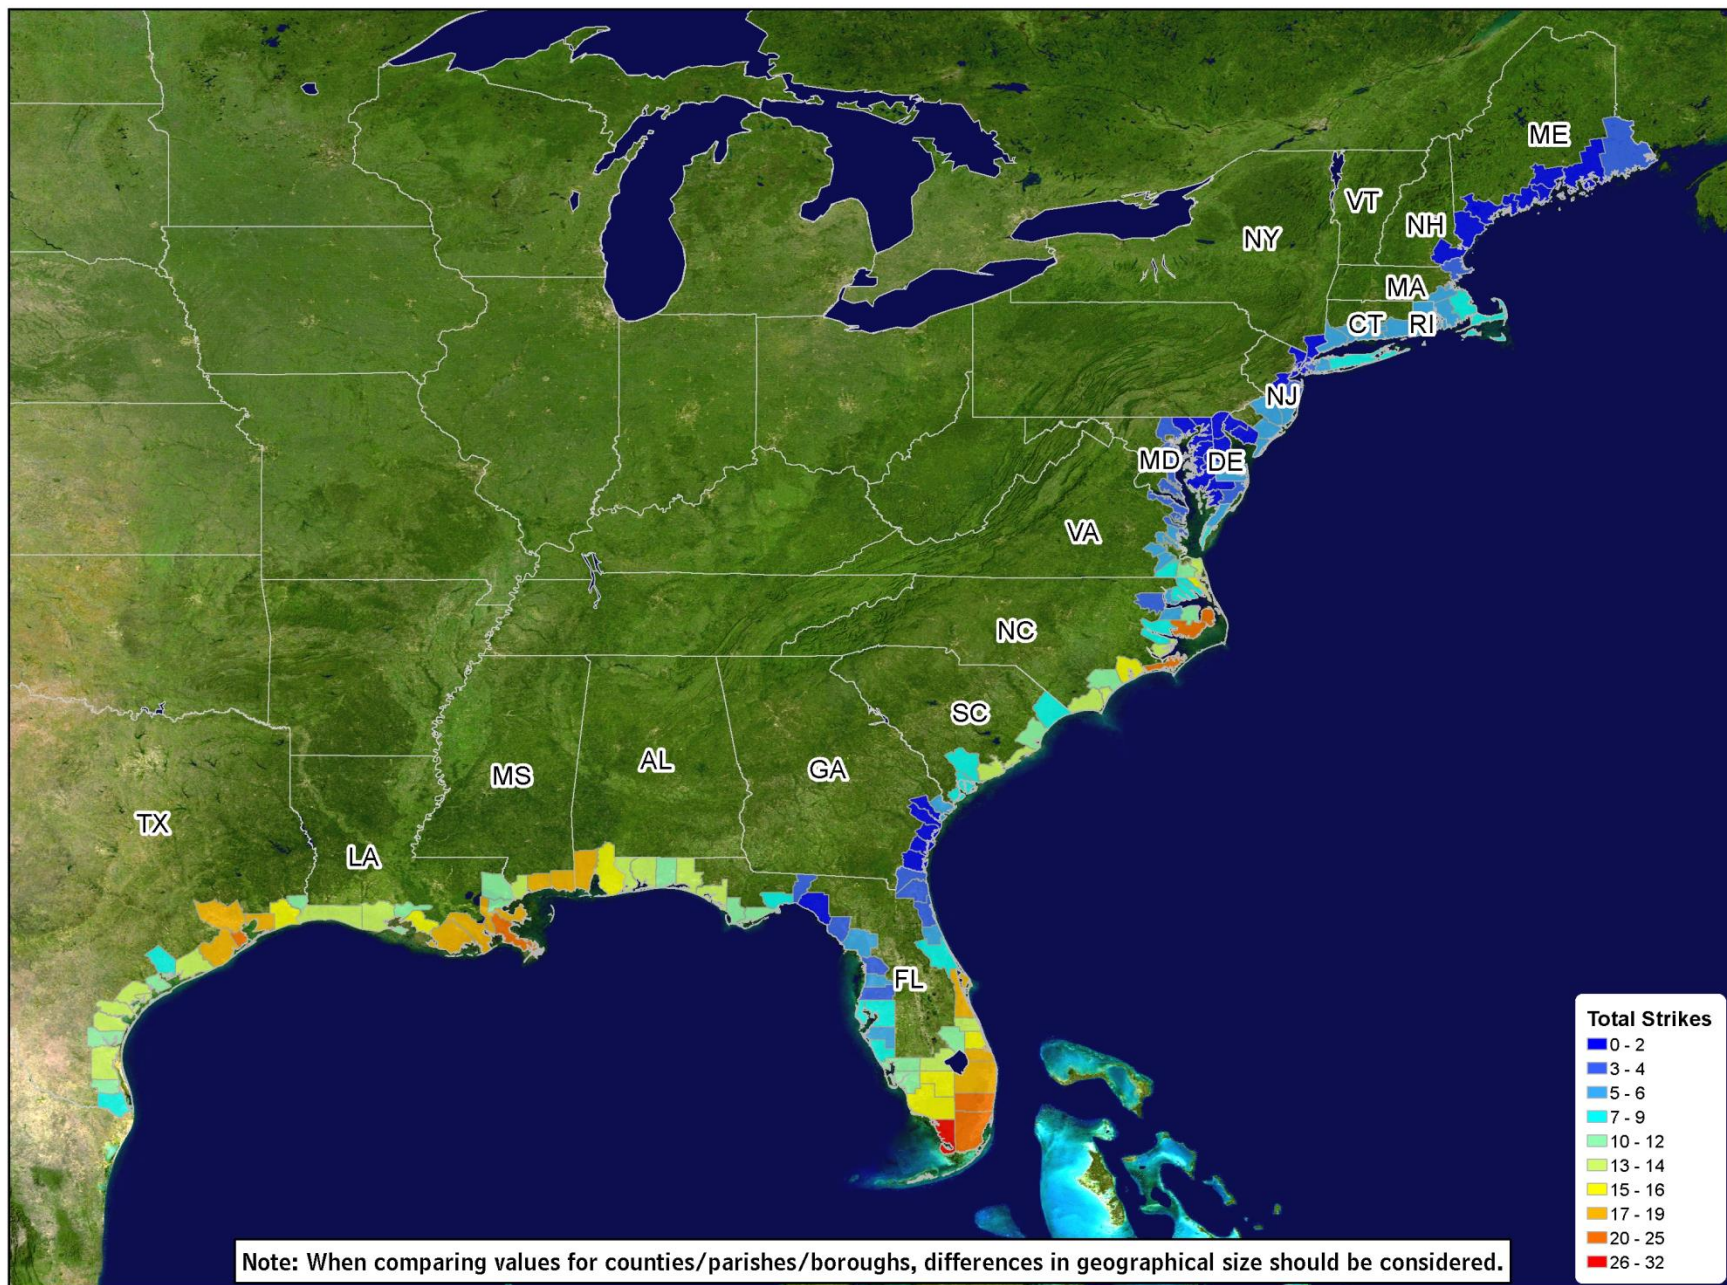 ME
VT
NH
NY
MA
CT
RI
NJ
MD
DE
VA
NC
SC
MS
AL
GA
TX
LA
FL
Total Strikes
0 - 2
3 - 4
5 - 6
7 - 9
10 - 12
13 - 14
15 - 16
17 - 19
20 - 25
26 - 32
Note: When comparing values for counties/parishes/boroughs, differences in geographical size should be considered.